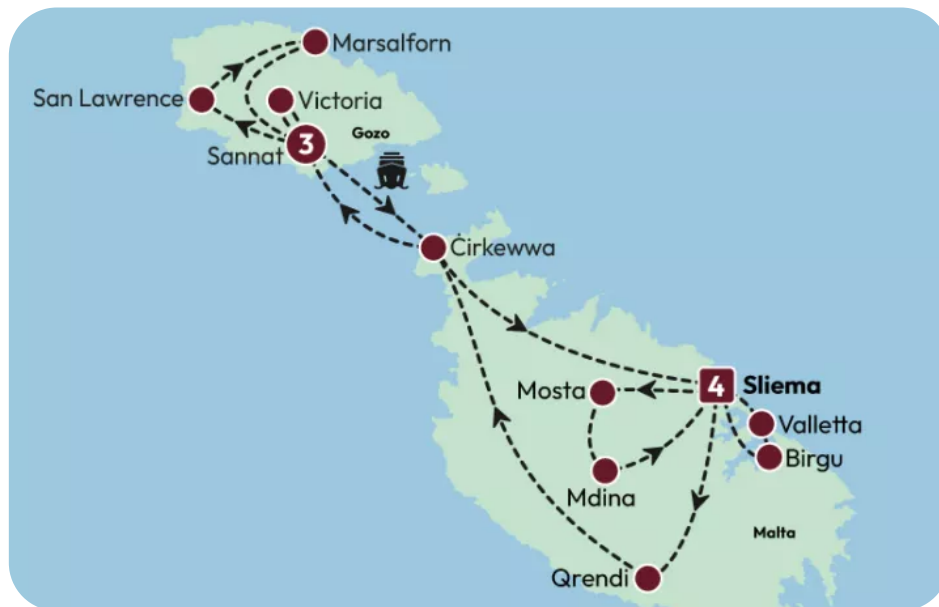 Marsalforn
San Lawrence
Victoria
Gozo
3
Sannat
Ċirkewwa
4 Sliema
Mosta
Valletta
Birgu
Mdina
Malta
Qrendi